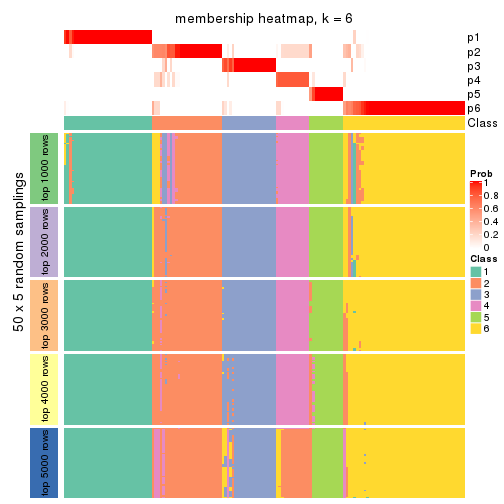 membership heatmap, k = 6
p1
p2
p3
p4
p5
p6
Class
50 x 5 random samplings
top 1000 rows
top 2000 rows
top 3000 rows
top 4000 rows
top 5000 rows
Prob
1
0.8
0.6
0.4
0.2
0
Class
1
2
3
4
5
6